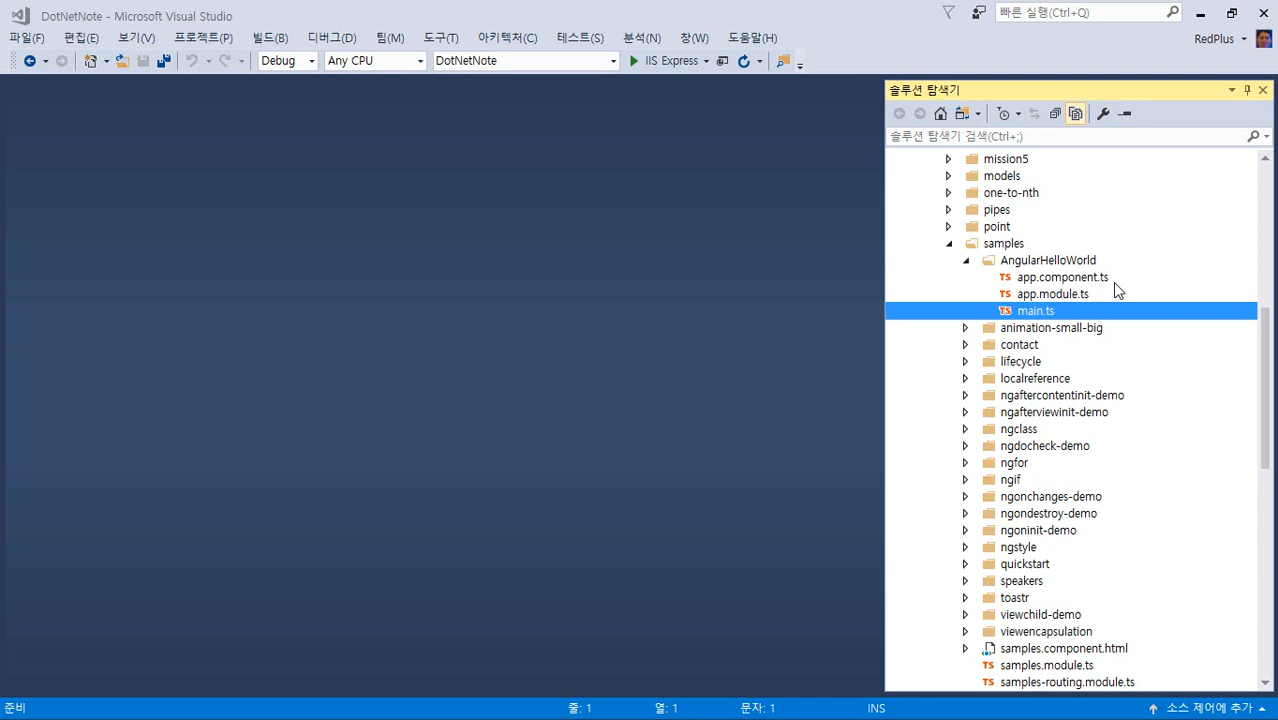 DotNetNote - Microsoft Visual Studio
빠른 실행(Ctrl+Q)
파일(F) 편집(E) 보기(V) 프로젝트(P) 빌드(B) 디버그(D) 팀(M) 도구(T) 아키텍처(C) 테스트(S) 분석(N) 창(W) 도움말(H)
RedPlus
Debug Any CPU DotNetNote IIS Express
솔루션 탐색기
솔루션 탐색기 검색(Ctrl+;)
mission5
models
one-to-nth
pipes
point
samples
AngularHelloWorld
TS app.component.ts
TS app.module.ts
TS main.ts
animation-small-big
contact
lifecycle
localreference
ngaftercontentinit-demo
ngafterviewinit-demo
ngclass
ngdocheck-demo
ngfor
ngif
ngonchanges-demo
ngondestroy-demo
ngoninit-demo
ngstyle
quickstart
speakers
toastr
viewchild-demo
viewencapsulation
samples.component.html
TS samples.module.ts
TS samples-routing.module.ts
준비 줄: 1 열: 1 문자: 1 INS 소스 제어에 추가